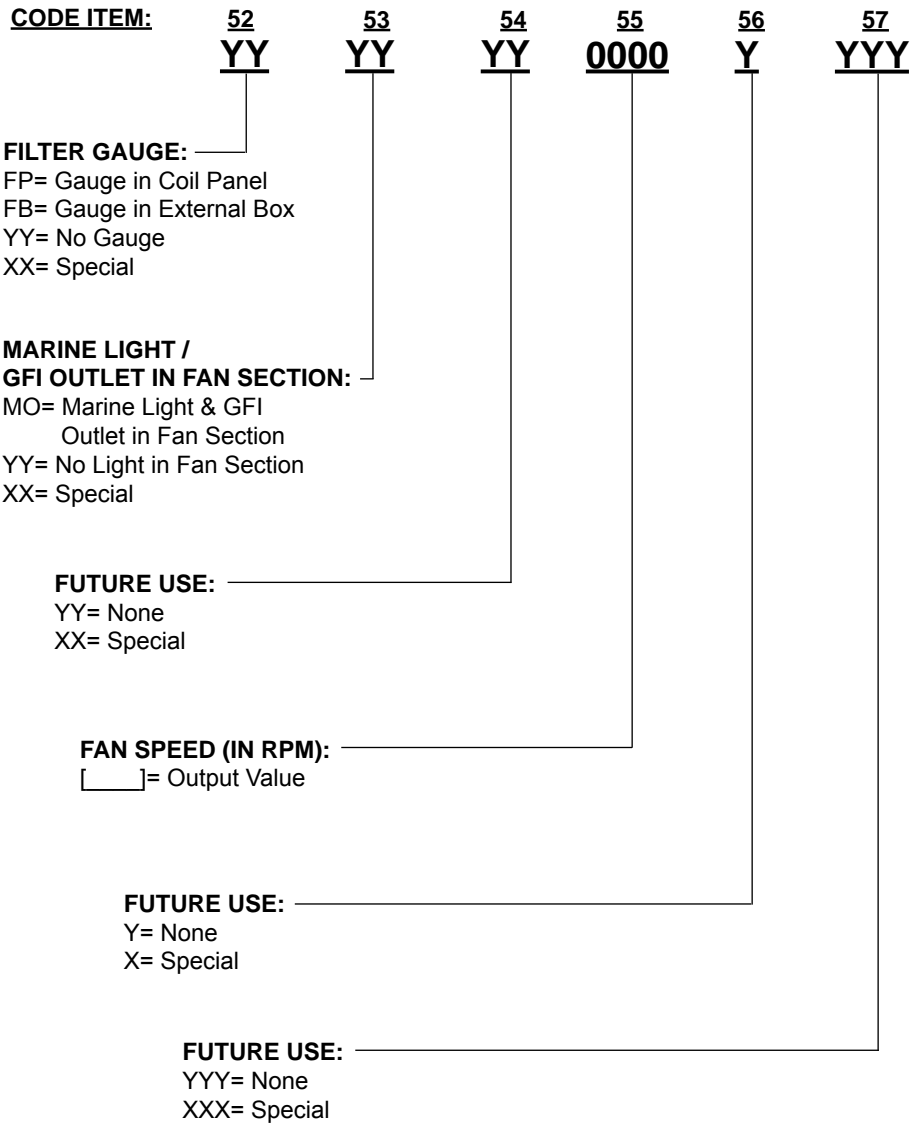 CODE ITEM: 52 53 54 55 56 57
YY YY YY 0000 Y YYY
FILTER GAUGE:
FP= Gauge in Coil Panel
FB= Gauge in External Box
YY= No Gauge
XX= Special
MARINE LIGHT /
GFI OUTLET IN FAN SECTION:
MO= Marine Light & GFI
Outlet in Fan Section
YY= No Light in Fan Section
XX= Special
FUTURE USE:
YY= None
XX= Special
FAN SPEED (IN RPM):
[____]= Output Value
FUTURE USE:
Y= None
X= Special
FUTURE USE:
YYY= None
XXX= Special